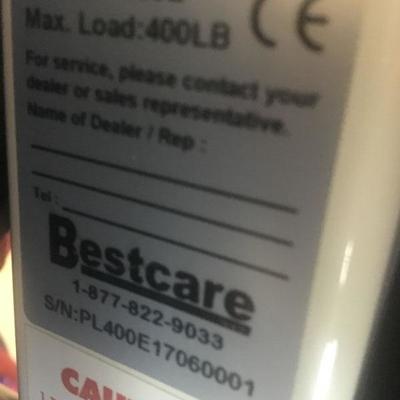 Max. Load:400LB
CE
For service, please contact your
dealer or sales representative.
Name of Dealer / Rep :
Tel :
Bestcare
1-877-822-9033
S/N:PL400E17060001